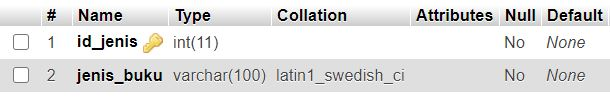 # Name Type Collation Attributes Null Default
1 id_jenis int(11) No None
2 jenis_buku varchar(100) latin1_swedish_ci No None